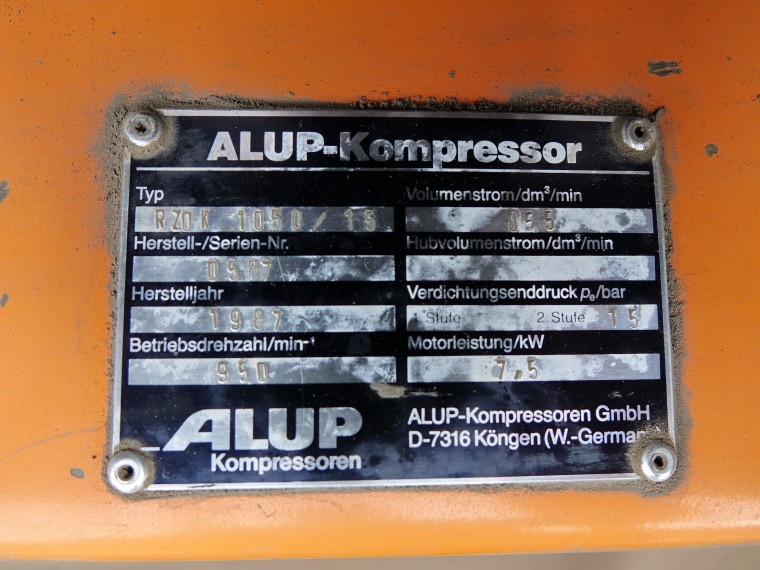 ALUP-Kompressor
Typ
RZOK 1050/15
Volumenstrom/dm³/min
855
Herstell-/Serien-Nr.
0587
Hubvolumenstrom/dm³/min
Herstelljahr
1987
Verdichtungsenddruck pₑ/bar
1. Stufe 2. Stufe 15
Betriebsdrehzahl/min⁻¹
950
Motorleistung/kW
7,5
ALUP
Kompressoren
ALUP-Kompressoren GmbH
D-7316 Köngen (W.-German